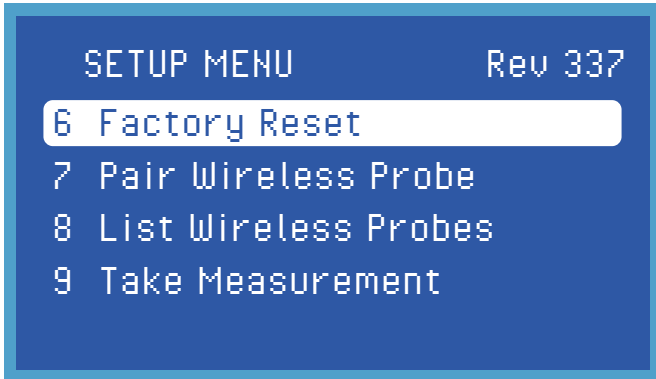 SETUP MENU Rev 337
6 Factory Reset
7 Pair Wireless Probe
8 List Wireless Probes
9 Take Measurement